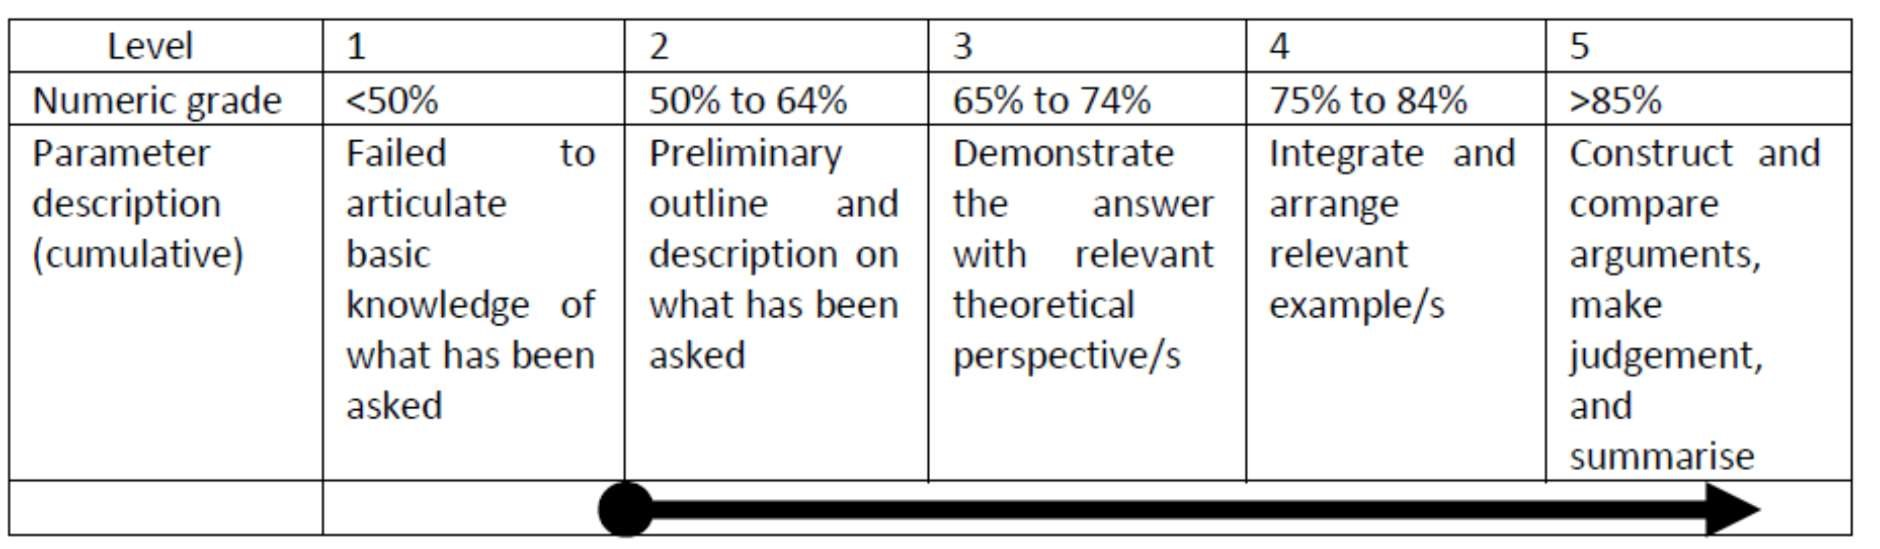 Level 1 2 3 4 5
Numeric grade <50% 50% to 64% 65% to 74% 75% to 84% >85%
Parameter description (cumulative)
Failed to
articulate
basic
knowledge of
what has been
asked
Preliminary
outline and
description on
what has been
asked
Demonstrate
the answer
with relevant
theoretical
perspective/s
Integrate and
arrange
relevant
example/s
Construct and
compare
arguments,
make
judgement,
and
summarise